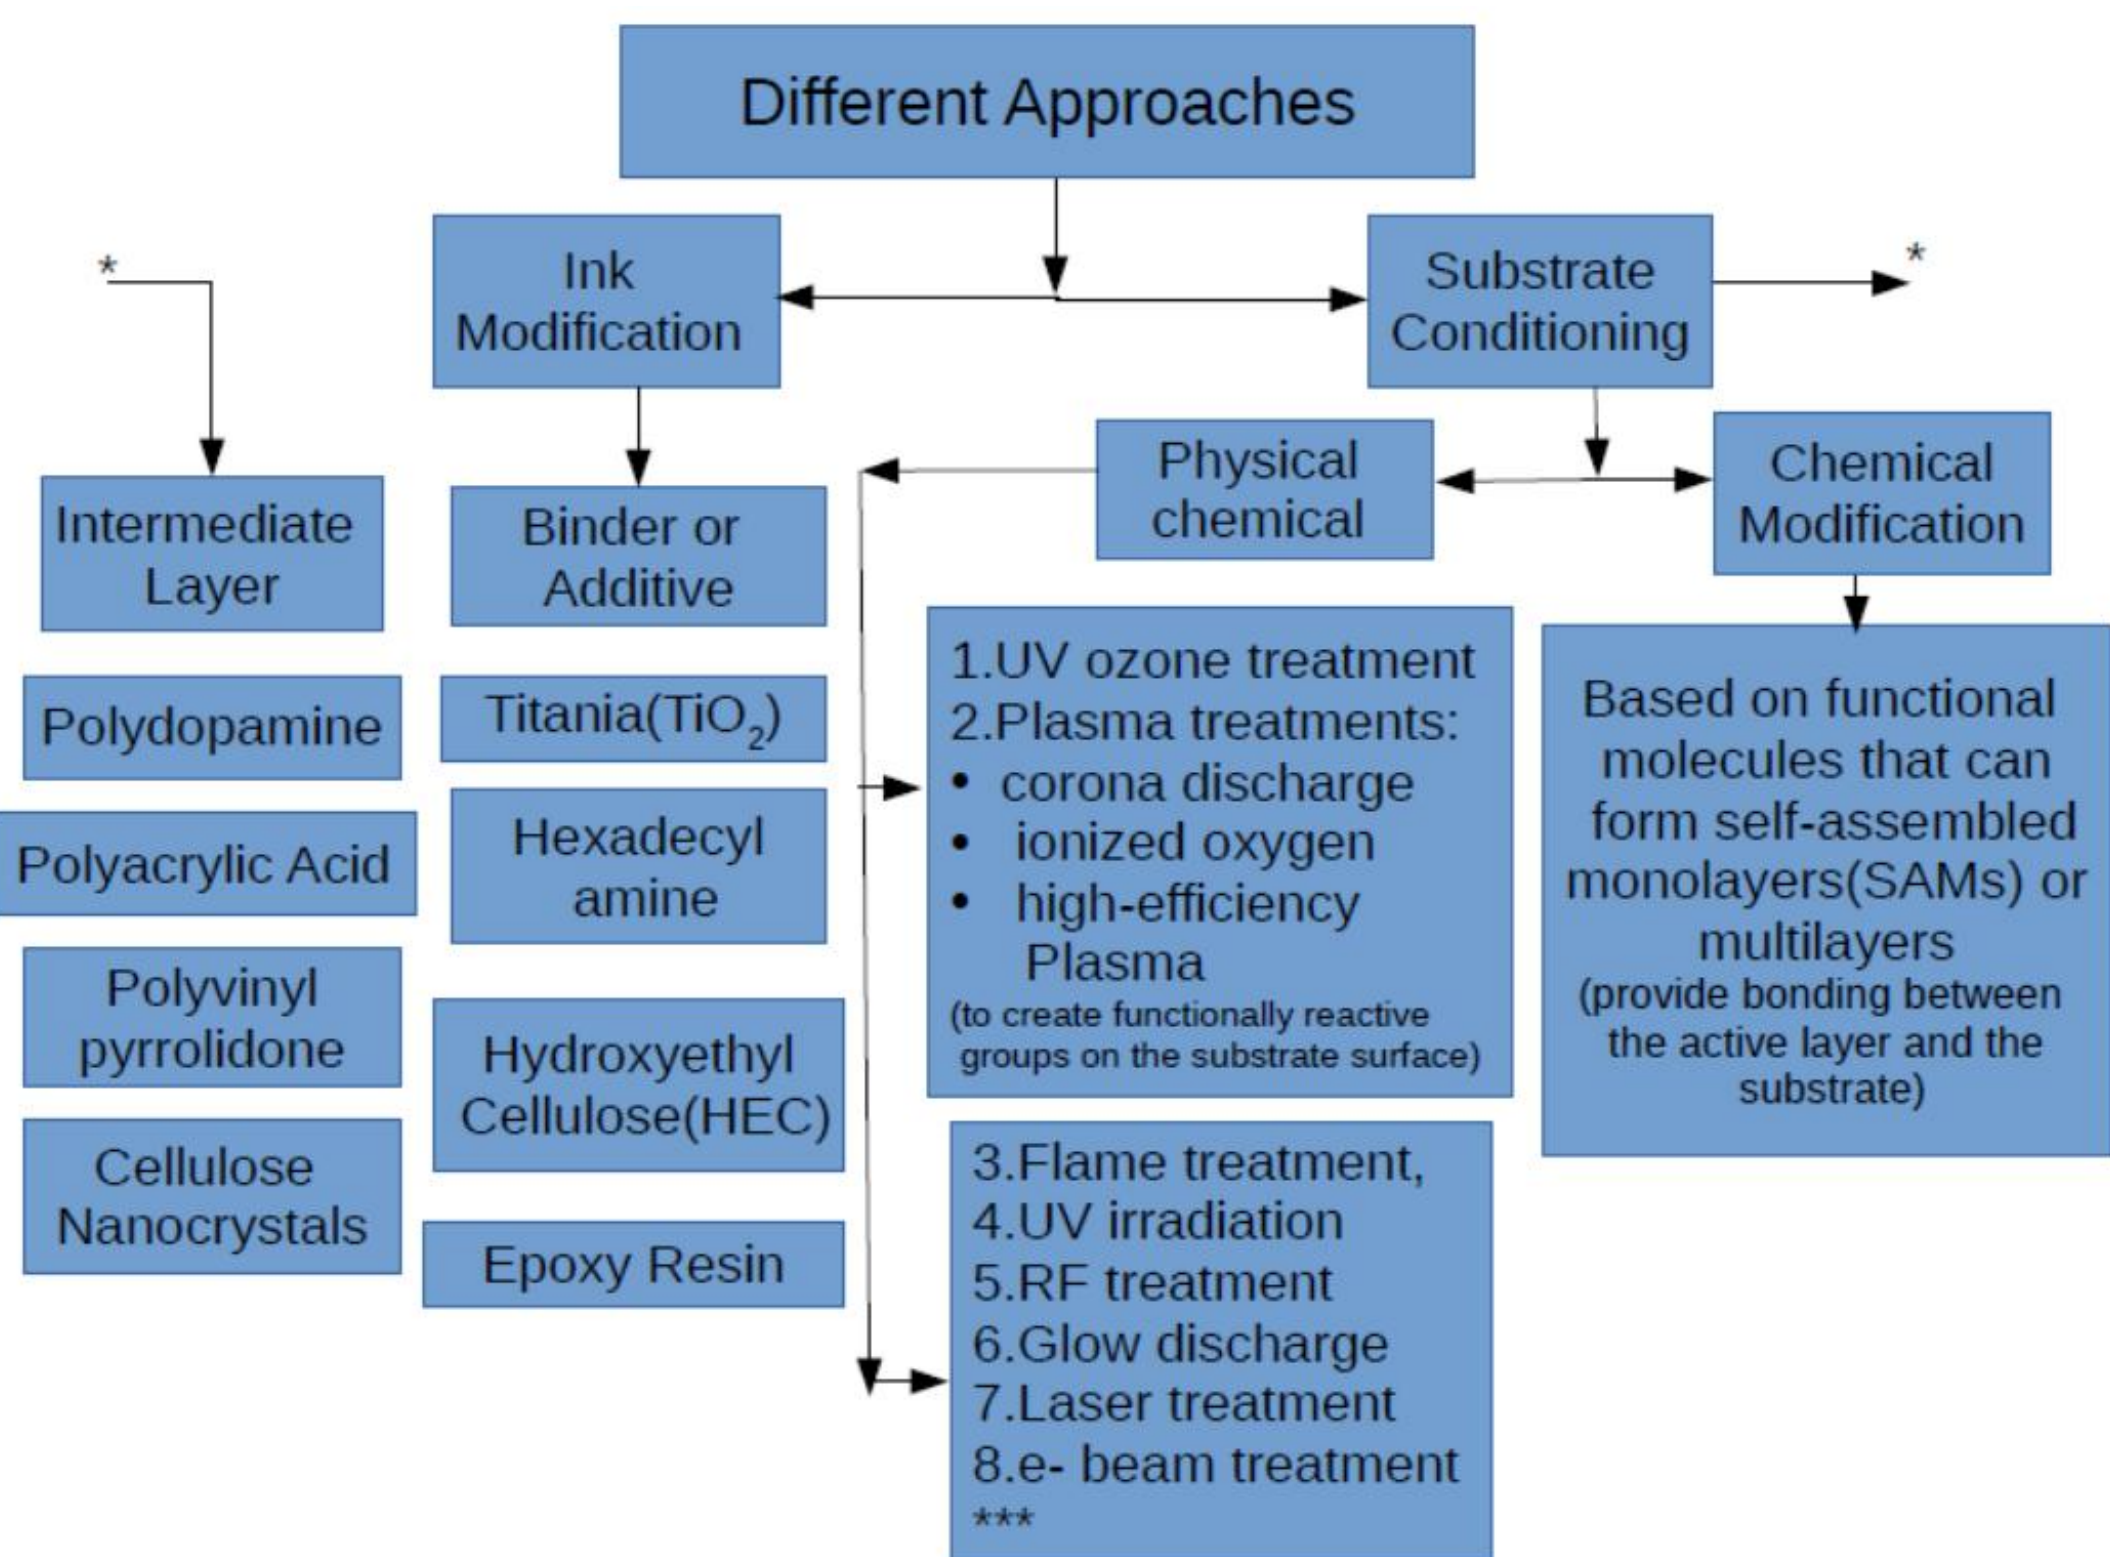 Different Approaches
*
Ink
Modification
Substrate
Conditioning
*
Intermediate
Layer
Polydopamine
Polyacrylic Acid
Polyvinyl
pyrrolidone
Cellulose
Nanocrystals
Binder or
Additive
Titania(TiO₂)
Hexadecyl
amine
Hydroxyethyl
Cellulose(HEC)
Epoxy Resin
Physical
chemical
1.UV ozone treatment
2.Plasma treatments:
• corona discharge
• ionized oxygen
• high-efficiency
Plasma
(to create functionally reactive
groups on the substrate surface)
3.Flame treatment,
4.UV irradiation
5.RF treatment
6.Glow discharge
7.Laser treatment
8.e- beam treatment
***
Chemical
Modification
Based on functional
molecules that can
form self-assembled
monolayers(SAMs) or
multilayers
(provide bonding between
the active layer and the
substrate)